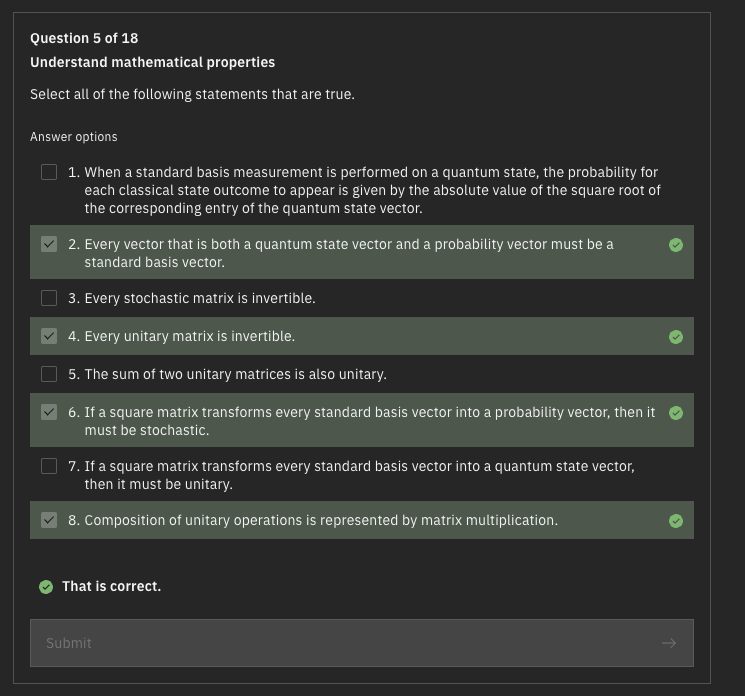 Question 5 of 18
Understand mathematical properties
Select all of the following statements that are true.
Answer options
1. When a standard basis measurement is performed on a quantum state, the probability for
each classical state outcome to appear is given by the absolute value of the square root of
the corresponding entry of the quantum state vector.
2. Every vector that is both a quantum state vector and a probability vector must be a
standard basis vector.
3. Every stochastic matrix is invertible.
4. Every unitary matrix is invertible.
5. The sum of two unitary matrices is also unitary.
6. If a square matrix transforms every standard basis vector into a probability vector, then it
must be stochastic.
7. If a square matrix transforms every standard basis vector into a quantum state vector,
then it must be unitary.
8. Composition of unitary operations is represented by matrix multiplication.
That is correct.
Submit